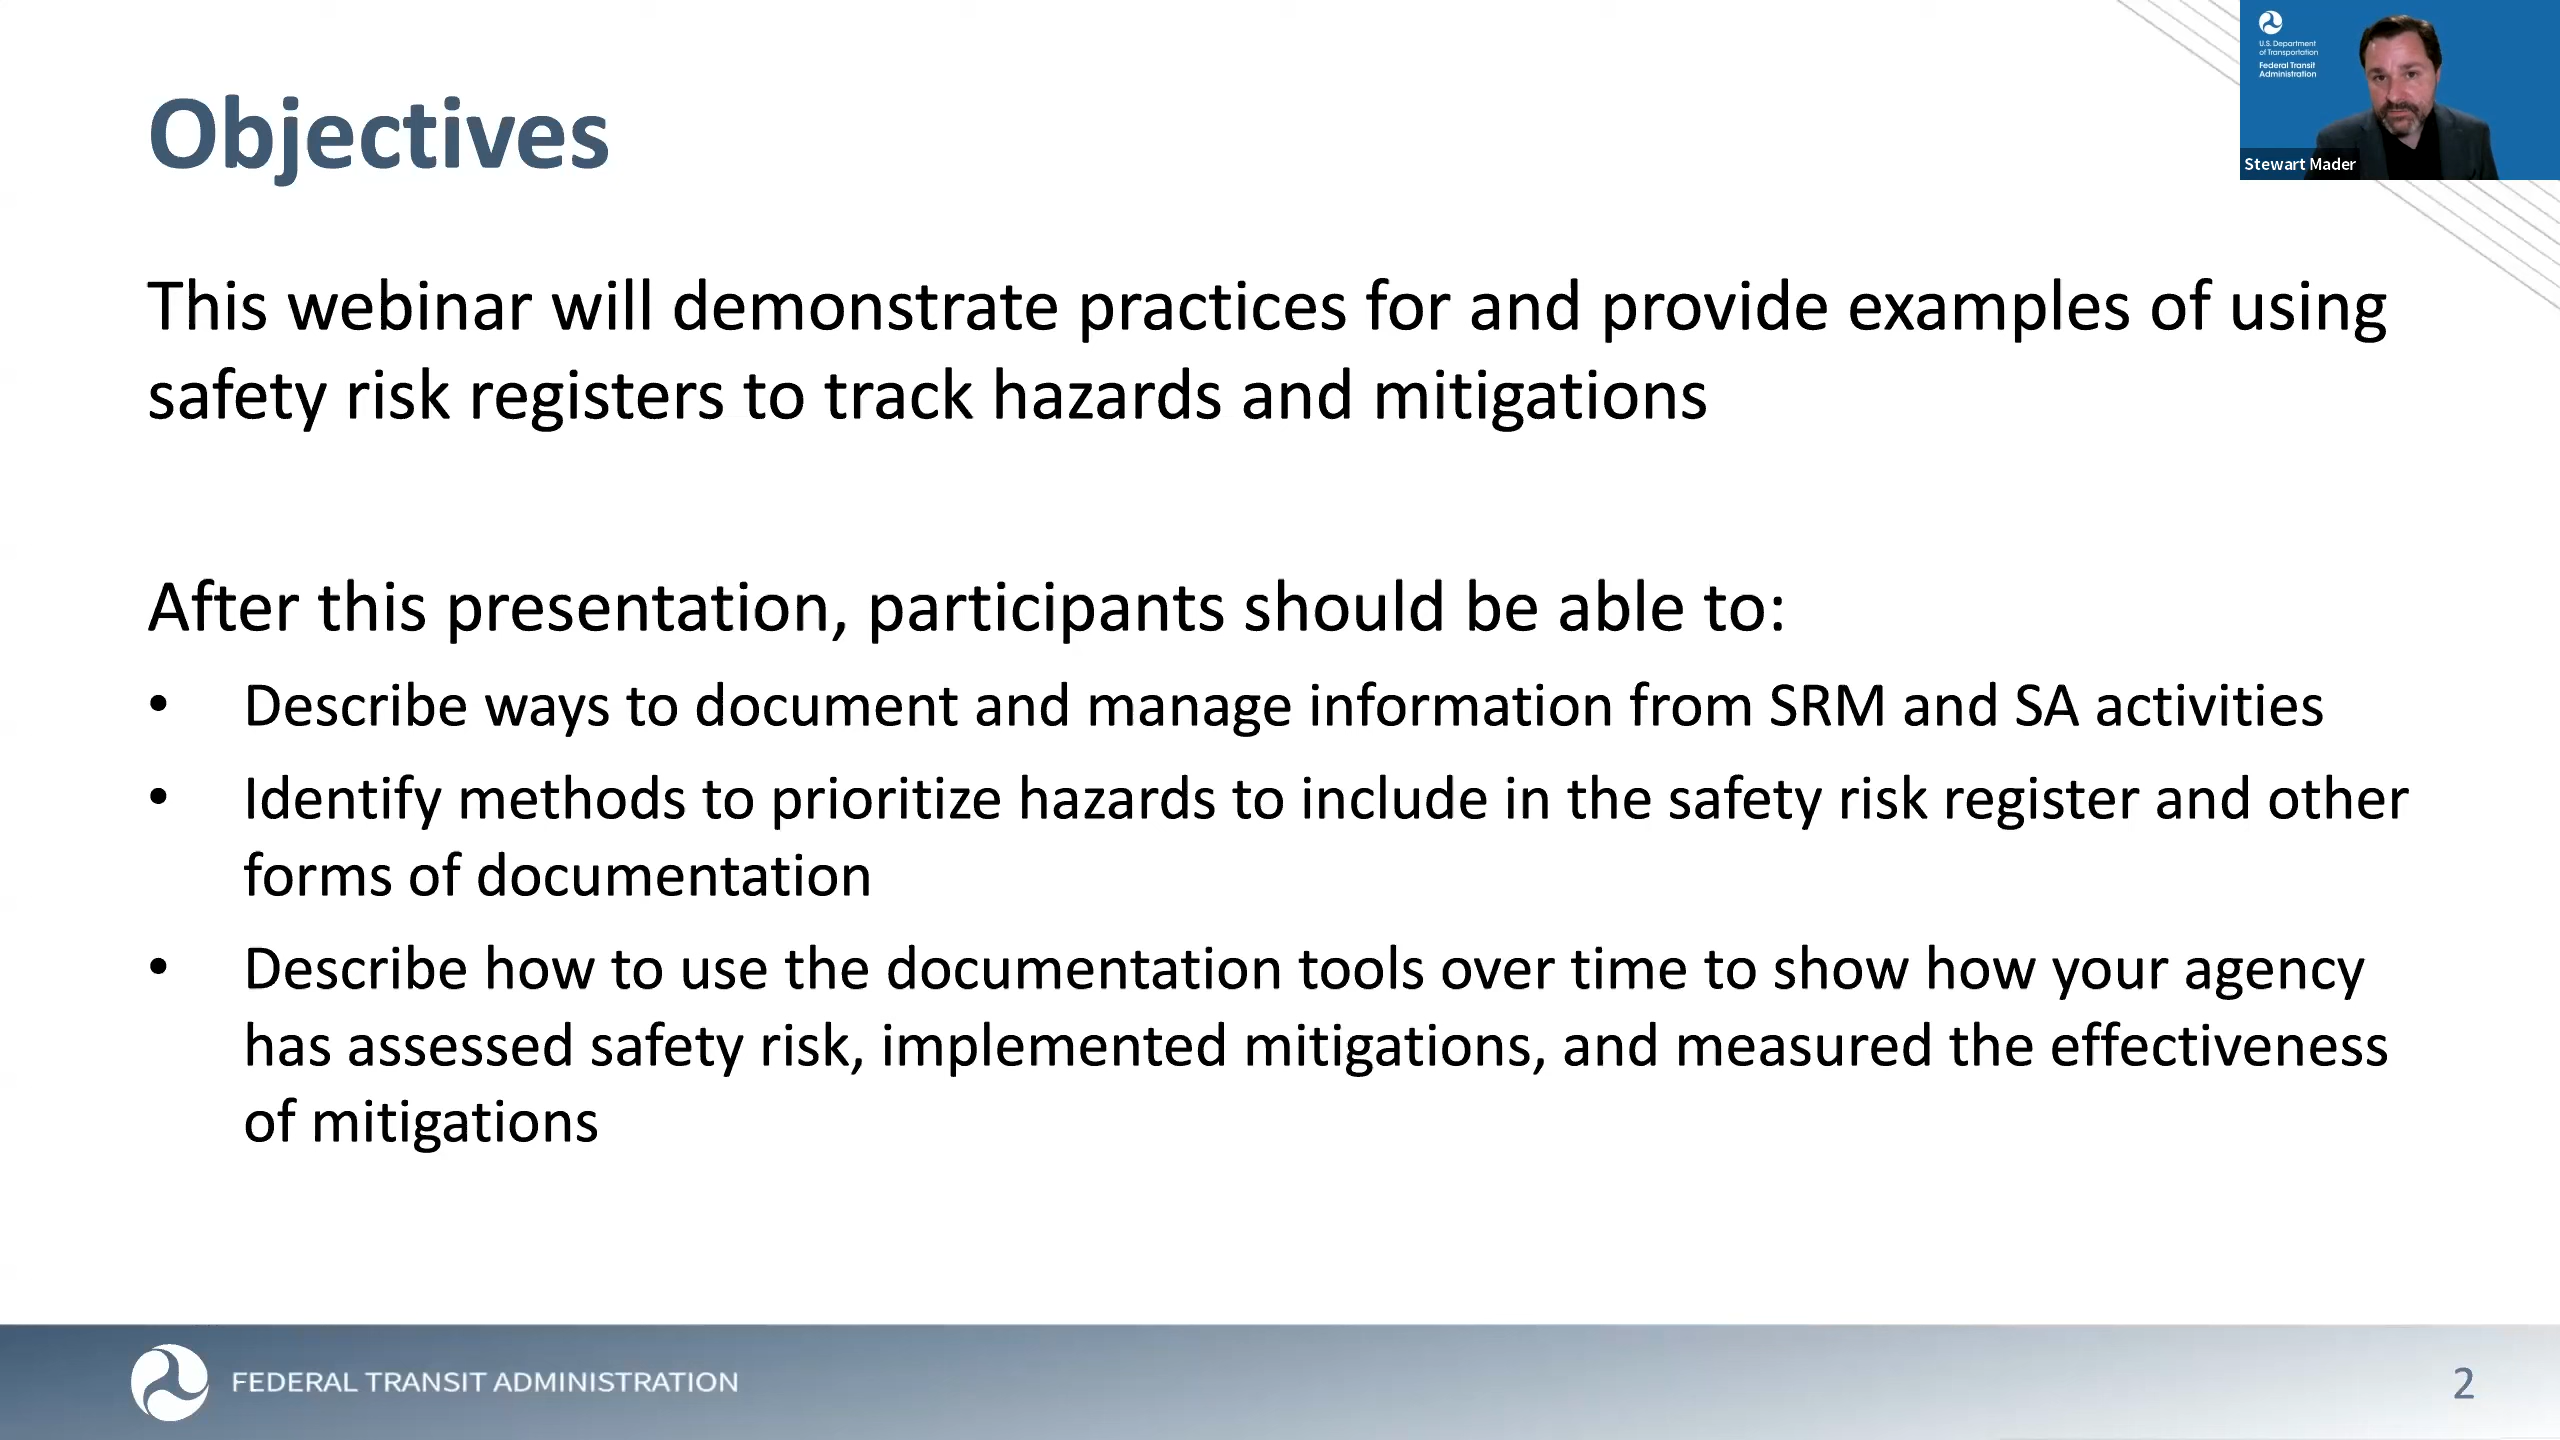 Objectives
U.S. Department
of Transportation
Federal Transit
Administration
Stewart Mader
This webinar will demonstrate practices for and provide examples of using
safety risk registers to track hazards and mitigations
After this presentation, participants should be able to:
• Describe ways to document and manage information from SRM and SA activities
• Identify methods to prioritize hazards to include in the safety risk register and other
forms of documentation
• Describe how to use the documentation tools over time to show how your agency
has assessed safety risk, implemented mitigations, and measured the effectiveness
of mitigations
FEDERAL TRANSIT ADMINISTRATION
2